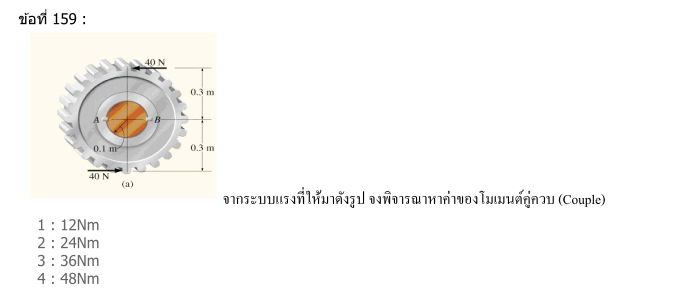 ข้อที่ 159 :
40 N
0.3 m
A
B
0.1 m
0.3 m
40 N
(a)
จากระบบแรงที่ให้มาดังรูป จงพิจารณาหาค่าของโมเมนต์คู่ควบ (Couple)
1 : 12Nm
2 : 24Nm
3 : 36Nm
4 : 48Nm